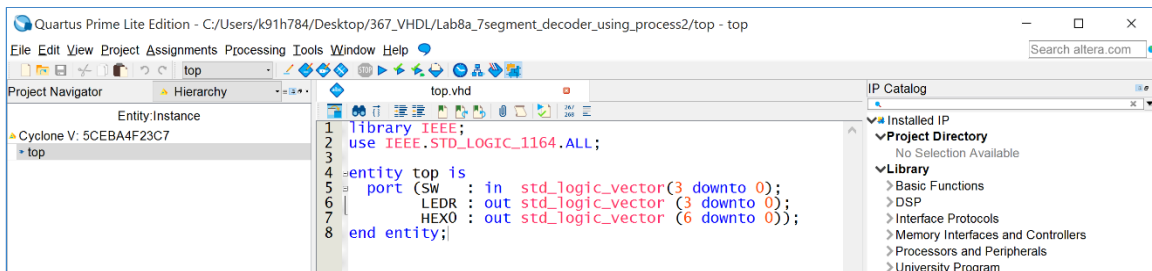 Quartus Prime Lite Edition - C:/Users/k91h784/Desktop/367_VHDL/Lab8a_7segment_decoder_using_process2/top - top
File Edit View Project Assignments Processing Tools Window Help
Search altera.com
top
STOP
Project Navigator
Hierarchy
Entity:Instance
Cyclone V: 5CEBA4F23C7
top
abc
top.vhd
267
268
1 library IEEE;
2 use IEEE.STD_LOGIC_1164.ALL;
3
4 entity top is
5 port (SW : in std_logic_vector(3 downto 0);
6 LEDR : out std_logic_vector (3 downto 0);
7 HEX0 : out std_logic_vector (6 downto 0));
8 end entity;
IP Catalog
Installed IP
Project Directory
No Selection Available
Library
Basic Functions
DSP
Interface Protocols
Memory Interfaces and Controllers
Processors and Peripherals
University Program